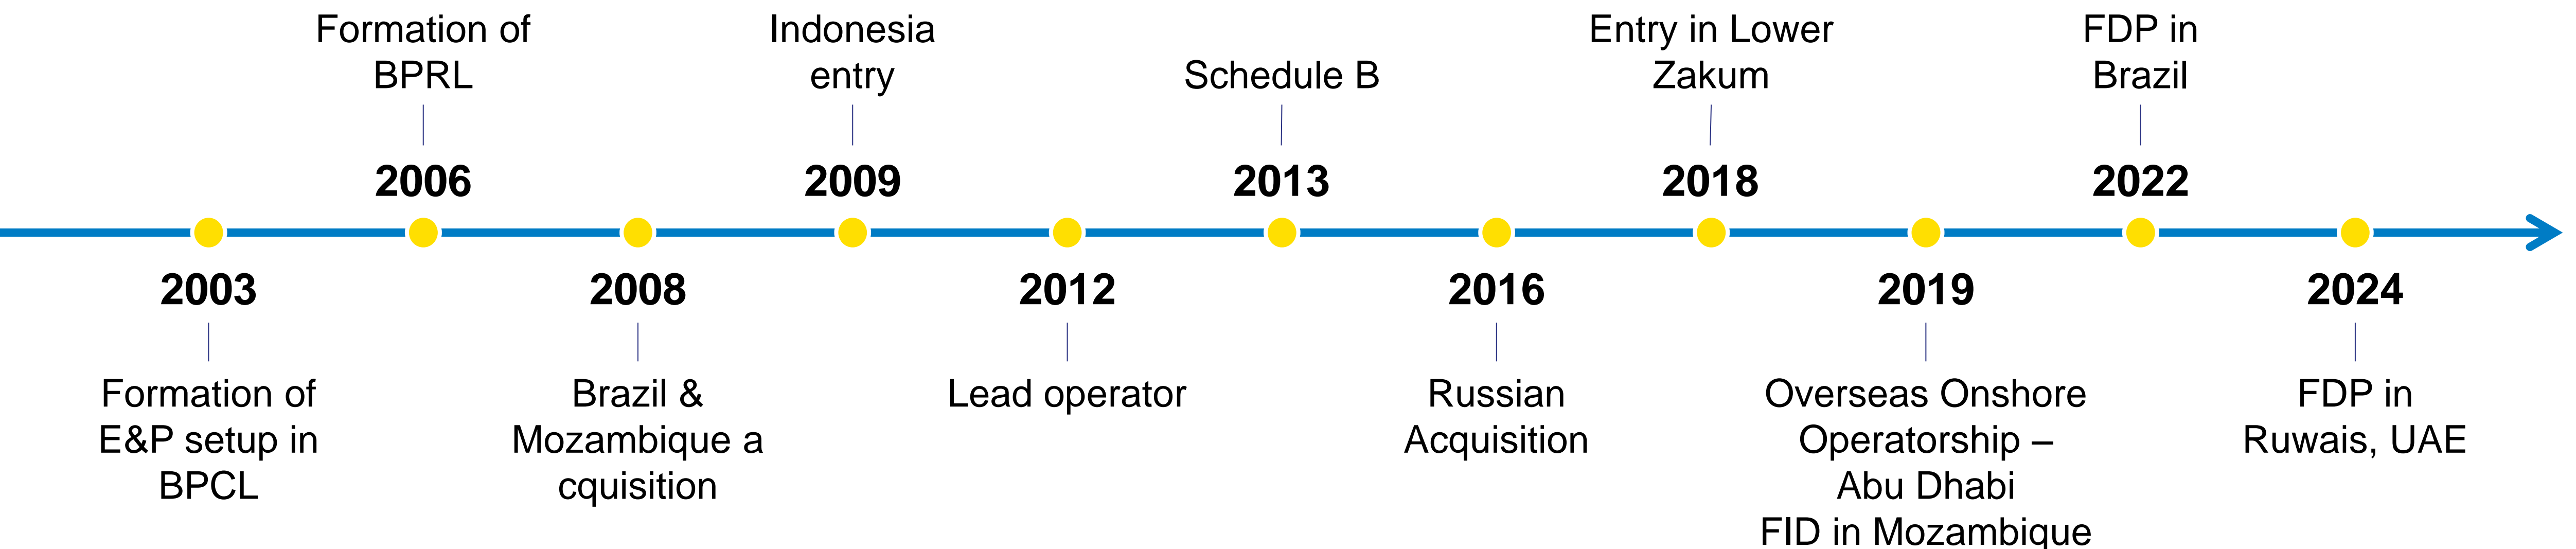 Formation of
BPRL
2006
Indonesia
entry
2009
Schedule B
2013
Entry in Lower
Zakum
2018
FDP in
Brazil
2022
2003
Formation of
E&P setup in
BPCL
2008
Brazil &
Mozambique a
cquisition
2012
Lead operator
2016
Russian
Acquisition
2019
Overseas Onshore
Operatorship –
Abu Dhabi
FID in Mozambique
2024
FDP in
Ruwais, UAE